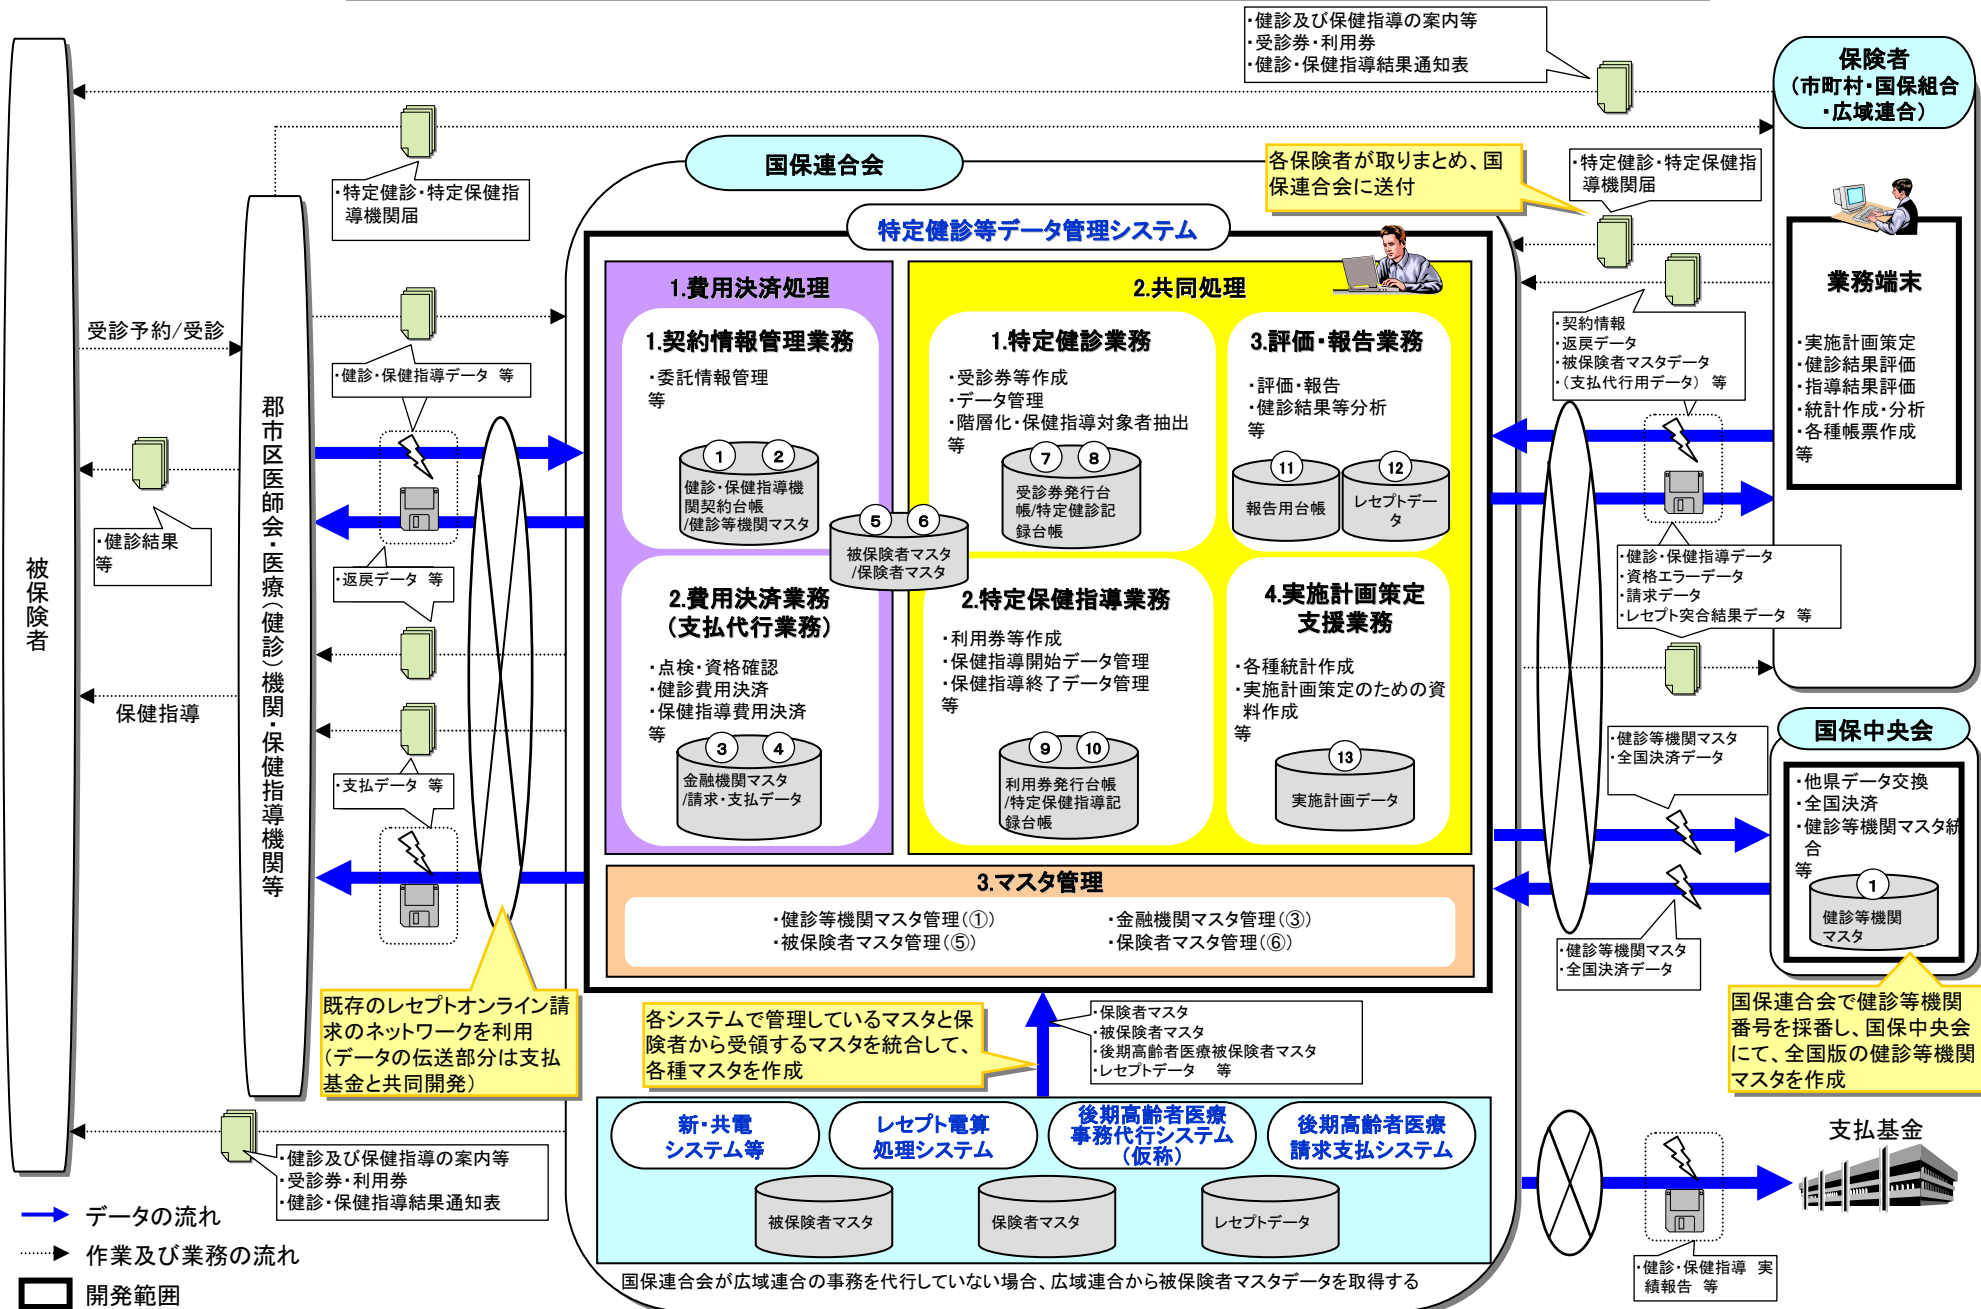 ・健診及び保健指導の案内等
・受診券・利用券
・健診・保健指導結果通知表
保険者
(市町村・国保組合
・広域連合)
国保連合会
各保険者が取りまとめ、国
保連合会に送付
・特定健診・特定保健指
導機関届
・特定健診・特定保健指
導機関届
特定健診等データ管理システム
1.費用決済処理
2.共同処理
業務端末
・実施計画策定
・健診結果評価
・指導結果評価
・統計作成・分析
・各種帳票作成
等
受診予約/受診
・健診・保健指導データ 等
1.契約情報管理業務
・委託情報管理
等
① ②
健診・保健指導機
関契約台帳
/健診等機関マスタ
1.特定健診業務
・受診券等作成
・データ管理
・階層化・保健指導対象者抽出
等
⑦ ⑧
受診券発行台
帳/特定健診記
録台帳
3.評価・報告業務
・評価・報告
・健診結果等分析
等
⑪
報告用台帳
⑫
レセプトデー
タ
・契約情報
・返戻データ
・被保険者マスタデータ
・(支払代行用データ) 等
⑤ ⑥
被保険者マスタ
/保険者マスタ
被保険者
郡市区医師会・医療(健診)機関・保健指導機関等
・健診結果
等
・返戻データ 等
保健指導
・支払データ 等
2.費用決済業務
(支払代行業務)
・点検・資格確認
・健診費用決済
・保健指導費用決済
等
③ ④
金融機関マスタ
/請求・支払データ
2.特定保健指導業務
・利用券等作成
・保健指導開始データ管理
・保健指導終了データ管理
等
⑨ ⑩
利用券発行台帳
/特定保健指導記
録台帳
4.実施計画策定
支援業務
・各種統計作成
・実施計画策定のための資
料作成
等
⑬
実施計画データ
・健診・保健指導データ
・資格エラーデータ
・請求データ
・レセプト突合結果データ 等
国保中央会
・健診等機関マスタ
・全国決済データ
・他県データ交換
・全国決済
・健診等機関マスタ統
合
等
①
健診等機関
マスタ
・健診等機関マスタ
・全国決済データ
3.マスタ管理
・健診等機関マスタ管理(①)
・金融機関マスタ管理(③)
・被保険者マスタ管理(⑤)
・保険者マスタ管理(⑥)
既存のレセプトオンライン請
求のネットワークを利用
(データの伝送部分は支払
基金と共同開発)
各システムで管理しているマスタと保
険者から受領するマスタを統合して、
各種マスタを作成
・保険者マスタ
・被保険者マスタ
・後期高齢者医療被保険者マスタ
・レセプトデータ 等
国保連合会で健診等機関
番号を採番し、国保中央会
にて、全国版の健診等機関
マスタを作成
新・共電
システム等
レセプト電算
処理システム
後期高齢者医療
事務代行システム
(仮称)
後期高齢者医療
請求支払システム
被保険者マスタ
保険者マスタ
レセプトデータ
支払基金
・健診及び保健指導の案内等
・受診券・利用券
・健診・保健指導結果通知表
・健診・保健指導 実
績報告 等
データの流れ
作業及び業務の流れ
開発範囲
国保連合会が広域連合の事務を代行していない場合、広域連合から被保険者マスタデータを取得する